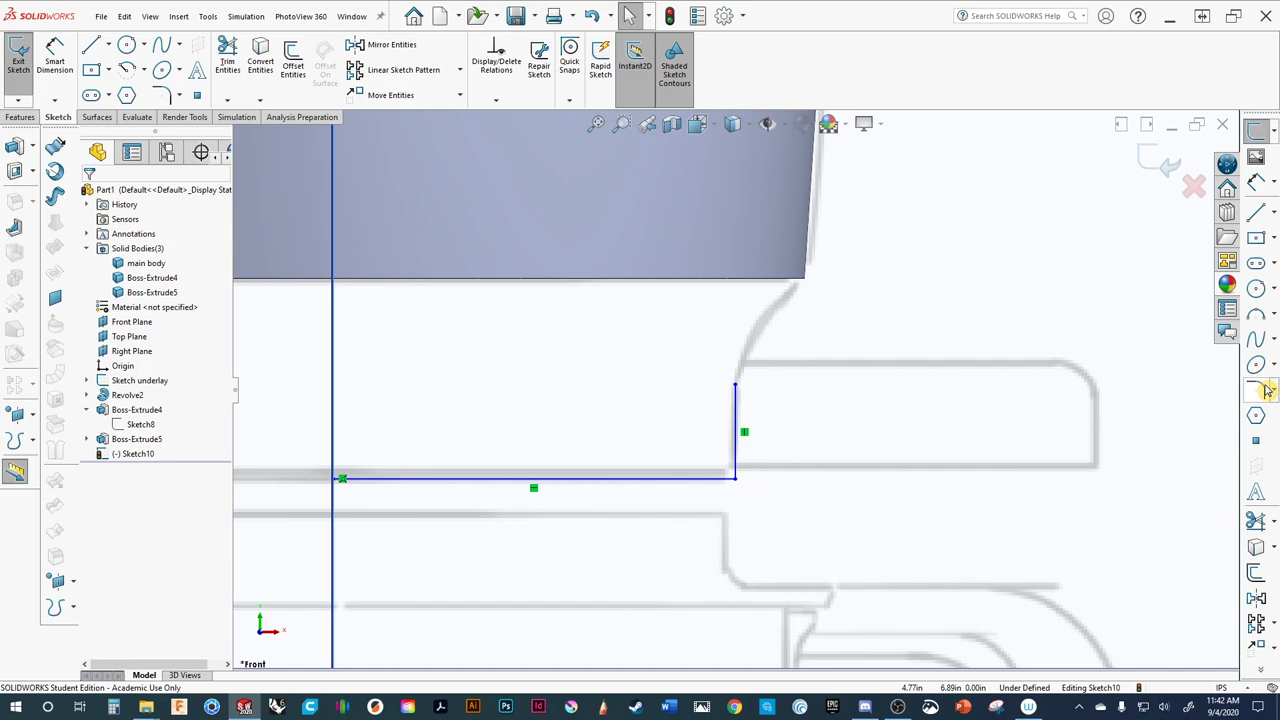 SOLIDWORKS
File
Edit
View
Insert
Tools
Simulation
PhotoView 360
Window
Search SOLIDWORKS Help
Exit
Sketch
Smart
Dimension
Trim
Entities
Convert
Entities
Offset
Entities
Offset
On
Surface
Mirror Entities
Linear Sketch Pattern
Move Entities
Display/Delete
Relations
Repair
Sketch
Quick
Snaps
Rapid
Sketch
Instant2D
Shaded
Sketch
Contours
Features
Sketch
Surfaces
Evaluate
Render Tools
Simulation
Analysis Preparation
Part1 (Default<<Default>_Display Stat
History
Sensors
Annotations
Solid Bodies(3)
main body
Boss-Extrude4
Boss-Extrude5
Material <not specified>
Front Plane
Top Plane
Right Plane
Origin
Sketch underlay
Revolve2
Boss-Extrude4
Sketch8
Boss-Extrude5
(-) Sketch10
Y
X
*Front
Model
3D Views
SOLIDWORKS Student Edition - Academic Use Only
4.77in
6.89in
0.00in
Under Defined
Editing Sketch10
IPS
11:42 AM
9/4/2020